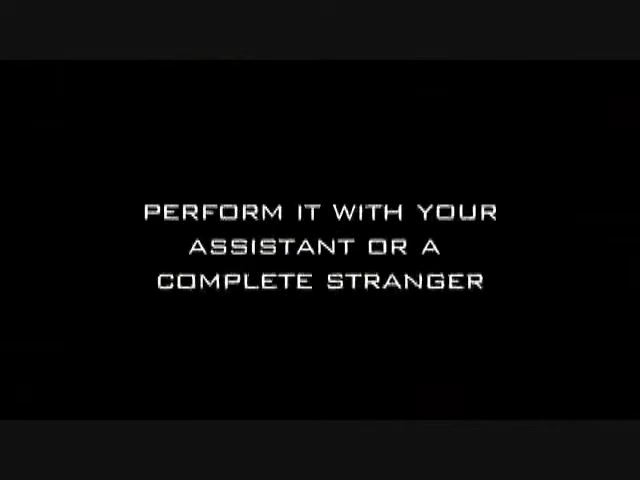 PERFORM IT WITH YOUR
ASSISTANT OR A
COMPLETE STRANGER